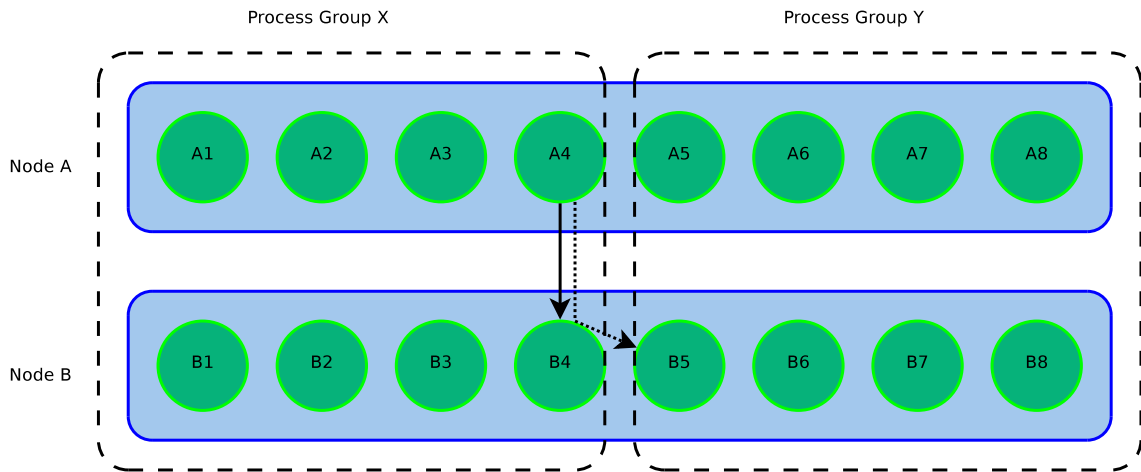 Process Group X
Process Group Y
Node A
A1
A2
A3
A4
A5
A6
A7
A8
Node B
B1
B2
B3
B4
B5
B6
B7
B8